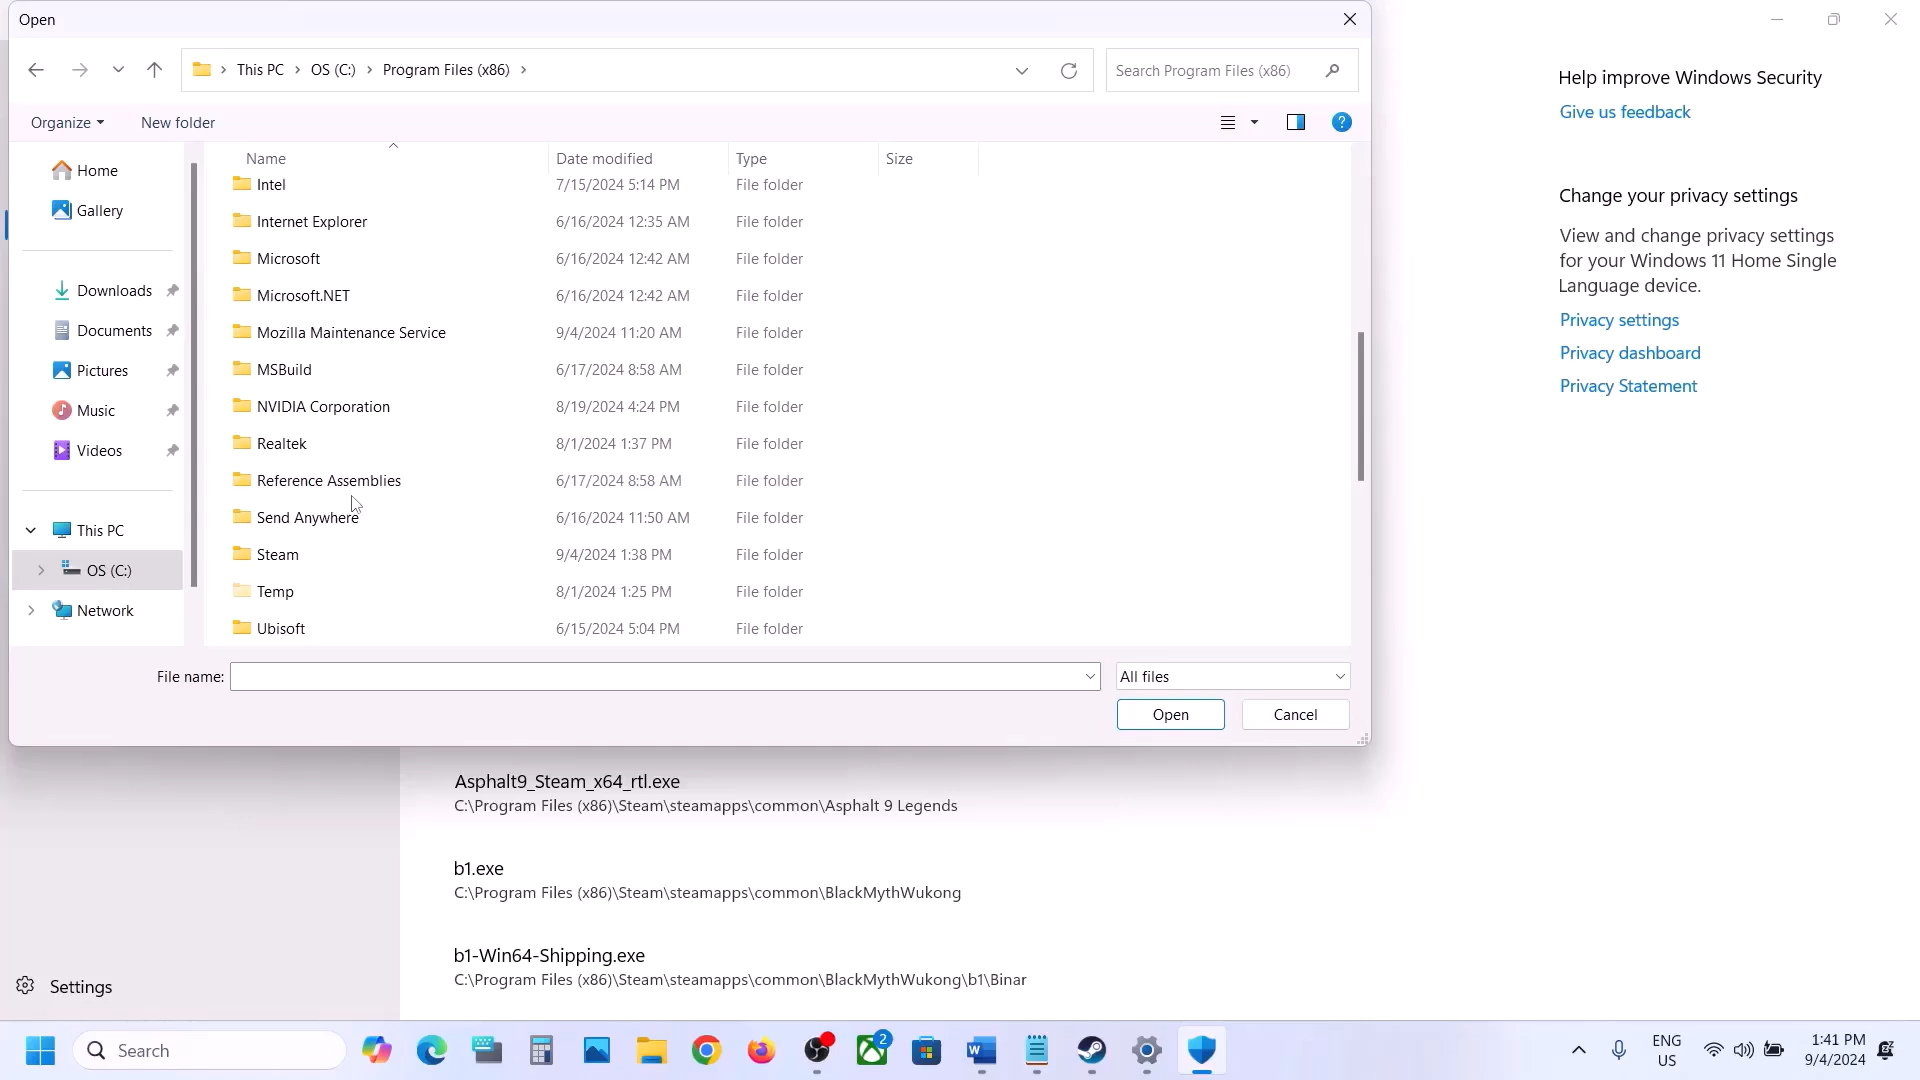 Open
This PC > OS (C:) > Program Files (x86) >
Search Program Files (x86)
Organize
New folder
Name
Date modified
Type
Size
Home
Gallery
Downloads
Documents
Pictures
Music
Videos
This PC
OS (C:)
Network
Intel 7/15/2024 5:14 PM File folder
Internet Explorer 6/16/2024 12:35 AM File folder
Microsoft 6/16/2024 12:42 AM File folder
Microsoft.NET 6/16/2024 12:42 AM File folder
Mozilla Maintenance Service 9/4/2024 11:20 AM File folder
MSBuild 6/17/2024 8:58 AM File folder
NVIDIA Corporation 8/19/2024 4:24 PM File folder
Realtek 8/1/2024 1:37 PM File folder
Reference Assemblies 6/17/2024 8:58 AM File folder
Send Anywhere 6/16/2024 11:50 AM File folder
Steam 9/4/2024 1:38 PM File folder
Temp 8/1/2024 1:25 PM File folder
Ubisoft 6/15/2024 5:04 PM File folder
File name:
All files
Open
Cancel
Help improve Windows Security
Give us feedback
Change your privacy settings
View and change privacy settings
for your Windows 11 Home Single
Language device.
Privacy settings
Privacy dashboard
Privacy Statement
Asphalt9_Steam_x64_rtl.exe
C:\Program Files (x86)\Steam\steamapps\common\Asphalt 9 Legends
b1.exe
C:\Program Files (x86)\Steam\steamapps\common\BlackMythWukong
b1-Win64-Shipping.exe
C:\Program Files (x86)\Steam\steamapps\common\BlackMythWukong\b1\Binar
Settings
Search
2
ENG
US
1:41 PM
9/4/2024